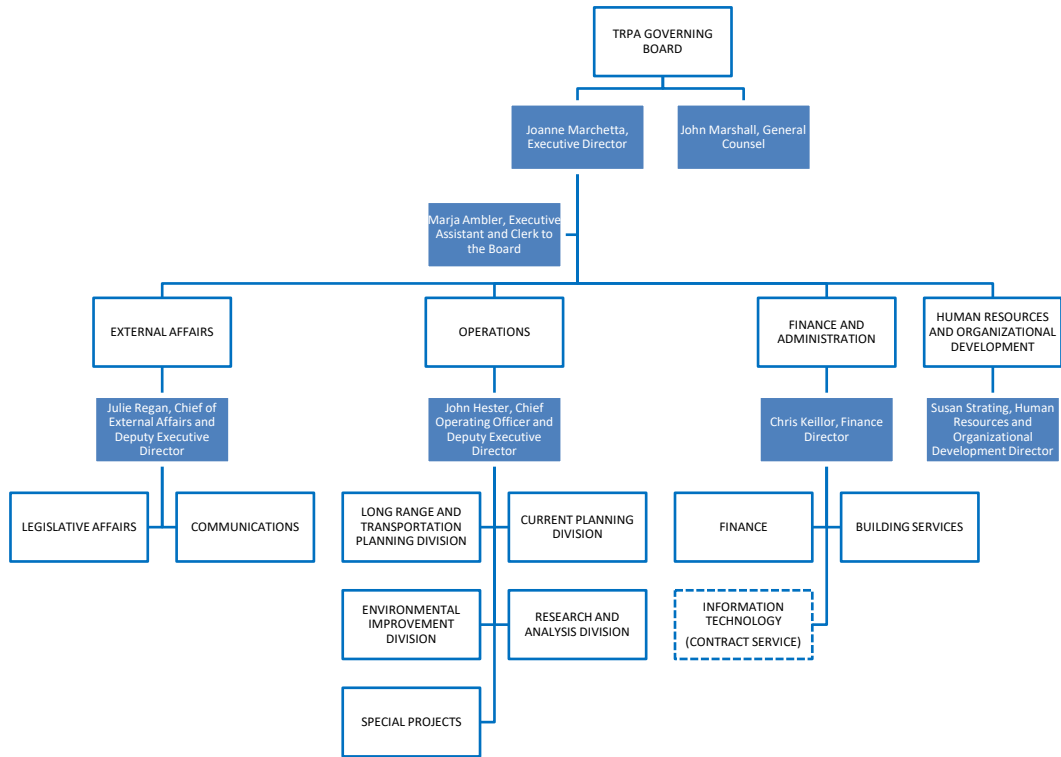 TRPA GOVERNING
BOARD
Joanne Marchetta,
Executive Director
John Marshall, General
Counsel
Marja Ambler, Executive
Assistant and Clerk to
the Board
EXTERNAL AFFAIRS
OPERATIONS
FINANCE AND
ADMINISTRATION
HUMAN RESOURCES
AND ORGANIZATIONAL
DEVELOPMENT
Julie Regan, Chief of
External Affairs and
Deputy Executive
Director
John Hester, Chief
Operating Officer and
Deputy Executive
Director
Chris Keillor, Finance
Director
Susan Strating, Human
Resources and
Organizational
Development Director
LEGISLATIVE AFFAIRS
COMMUNICATIONS
LONG RANGE AND
TRANSPORTATION
PLANNING DIVISION
CURRENT PLANNING
DIVISION
FINANCE
BUILDING SERVICES
ENVIRONMENTAL
IMPROVEMENT
DIVISION
RESEARCH AND
ANALYSIS DIVISION
INFORMATION
TECHNOLOGY
(CONTRACT SERVICE)
SPECIAL PROJECTS